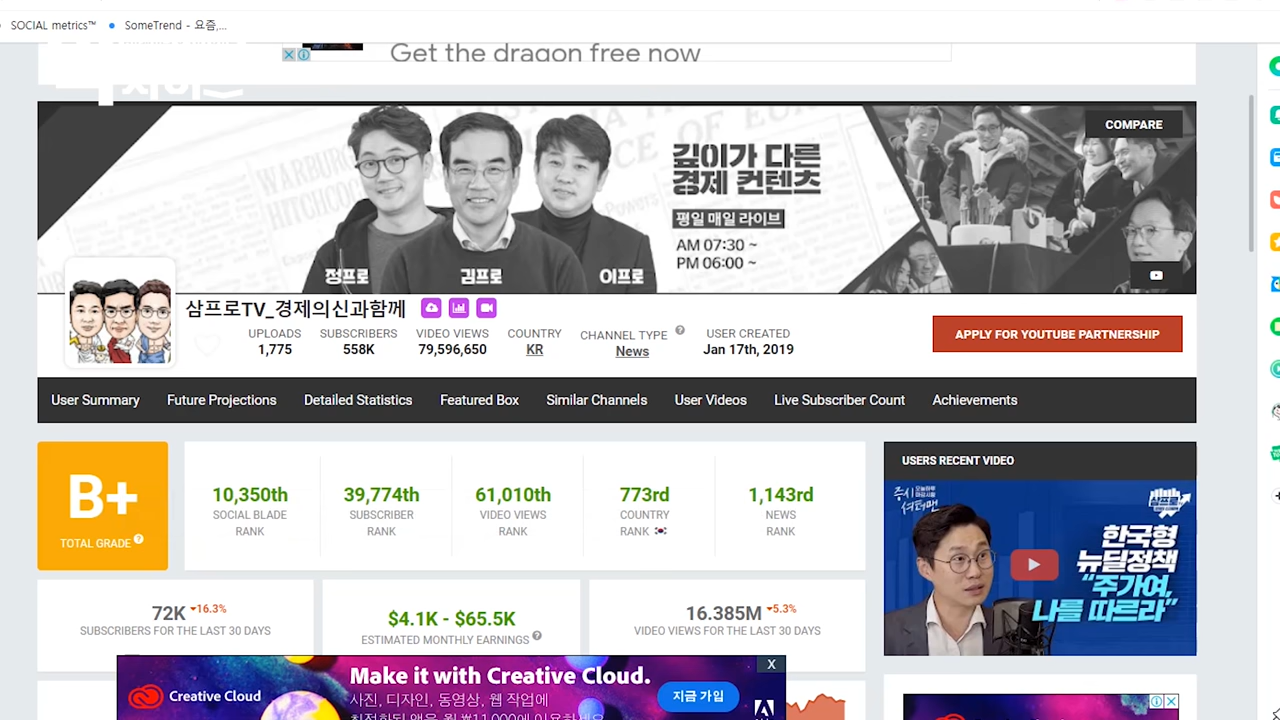 SOCIAL metrics™
SomeTrend - 요즘,...
Get the dragon free now
COMPARE
깊이가 다른
경제 컨텐츠
평일 매일 라이브
AM 07:30 ~
PM 06:00 ~
정프로
김프로
이프로
삼프로TV_경제의신과함께
UPLOADS
1,775
SUBSCRIBERS
558K
VIDEO VIEWS
79,596,650
COUNTRY
KR
CHANNEL TYPE
News
USER CREATED
Jan 17th, 2019
APPLY FOR YOUTUBE PARTNERSHIP
User Summary
Future Projections
Detailed Statistics
Featured Box
Similar Channels
User Videos
Live Subscriber Count
Achievements
B+
TOTAL GRADE
10,350th
SOCIAL BLADE
RANK
39,774th
SUBSCRIBER
RANK
61,010th
VIDEO VIEWS
RANK
773rd
COUNTRY
RANK
1,143rd
NEWS
RANK
USERS RECENT VIDEO
한국형
뉴딜정책
“주가여,
나를 따르라”
72K 16.3%
SUBSCRIBERS FOR THE LAST 30 DAYS
$4.1K - $65.5K
ESTIMATED MONTHLY EARNINGS
16.385M 5.3%
VIDEO VIEWS FOR THE LAST 30 DAYS
X
Creative Cloud
Make it with Creative Cloud.
사진, 디자인, 동영상, 웹 작업에
지금 가입